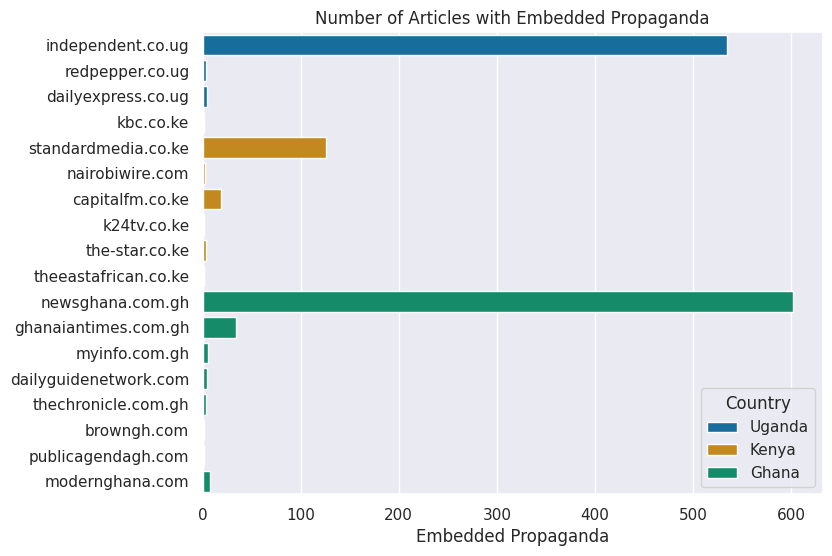 Number of Articles with Embedded Propaganda
independent.co.ug
redpepper.co.ug
dailyexpress.co.ug
kbc.co.ke
standardmedia.co.ke
nairobiwire.com
capitalfm.co.ke
k24tv.co.ke
the-star.co.ke
theeastafrican.co.ke
newsghana.com.gh
ghanaiantimes.com.gh
myinfo.com.gh
dailyguidenetwork.com
thechronicle.com.gh
browngh.com
publicagendagh.com
modernghana.com
Country
Uganda
Kenya
Ghana
0 100 200 300 400 500 600
Embedded Propaganda